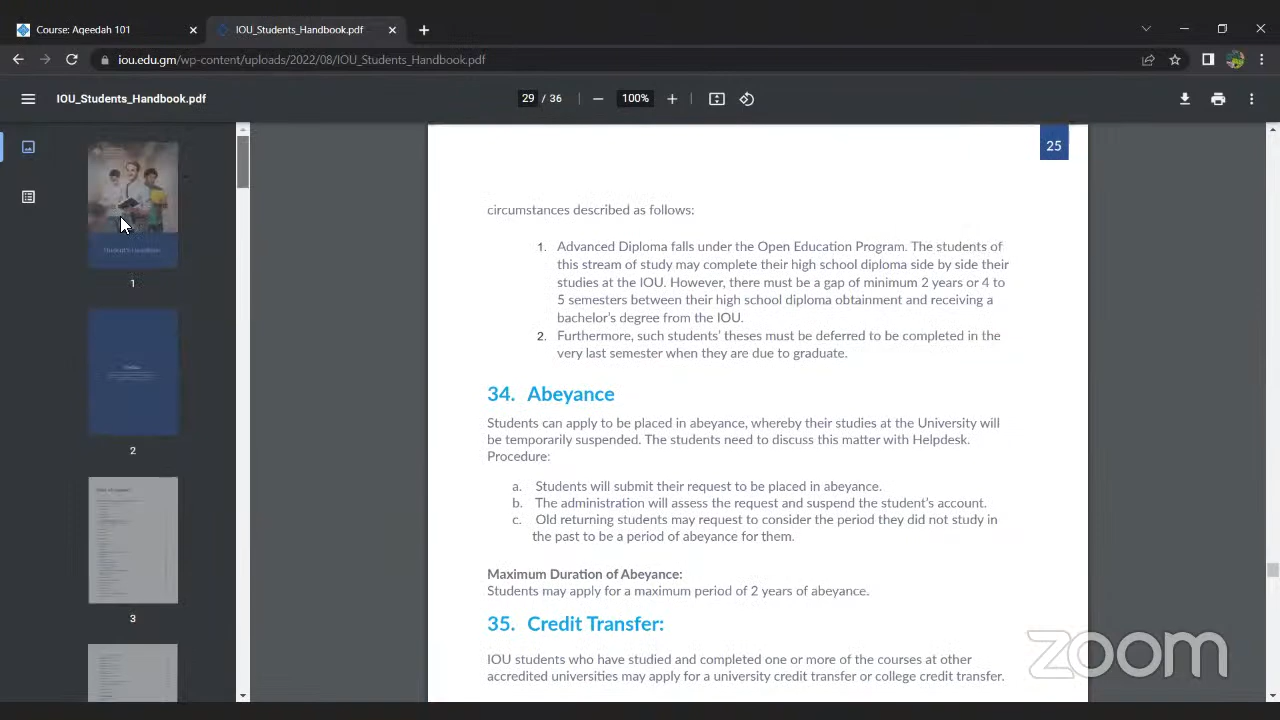 Course: Aqeedah 101
IOU_Students_Handbook.pdf
iou.edu.gm/wp-content/uploads/2022/08/IOU_Students_Handbook.pdf
IOU_Students_Handbook.pdf
29 / 36
100%
Student's Handbook
1
2
3
25
circumstances described as follows:
1. Advanced Diploma falls under the Open Education Program. The students of
this stream of study may complete their high school diploma side by side their
studies at the IOU. However, there must be a gap of minimum 2 years or 4 to
5 semesters between their high school diploma obtainment and receiving a
bachelor's degree from the IOU.
2. Furthermore, such students' theses must be deferred to be completed in the
very last semester when they are due to graduate.
34. Abeyance
Students can apply to be placed in abeyance, whereby their studies at the University will
be temporarily suspended. The students need to discuss this matter with Helpdesk.
Procedure:
a. Students will submit their request to be placed in abeyance.
b. The administration will assess the request and suspend the student's account.
c. Old returning students may request to consider the period they did not study in
the past to be a period of abeyance for them.
Maximum Duration of Abeyance:
Students may apply for a maximum period of 2 years of abeyance.
35. Credit Transfer:
IOU students who have studied and completed one or more of the courses at other
accredited universities may apply for a university credit transfer or college credit transfer.
zoom